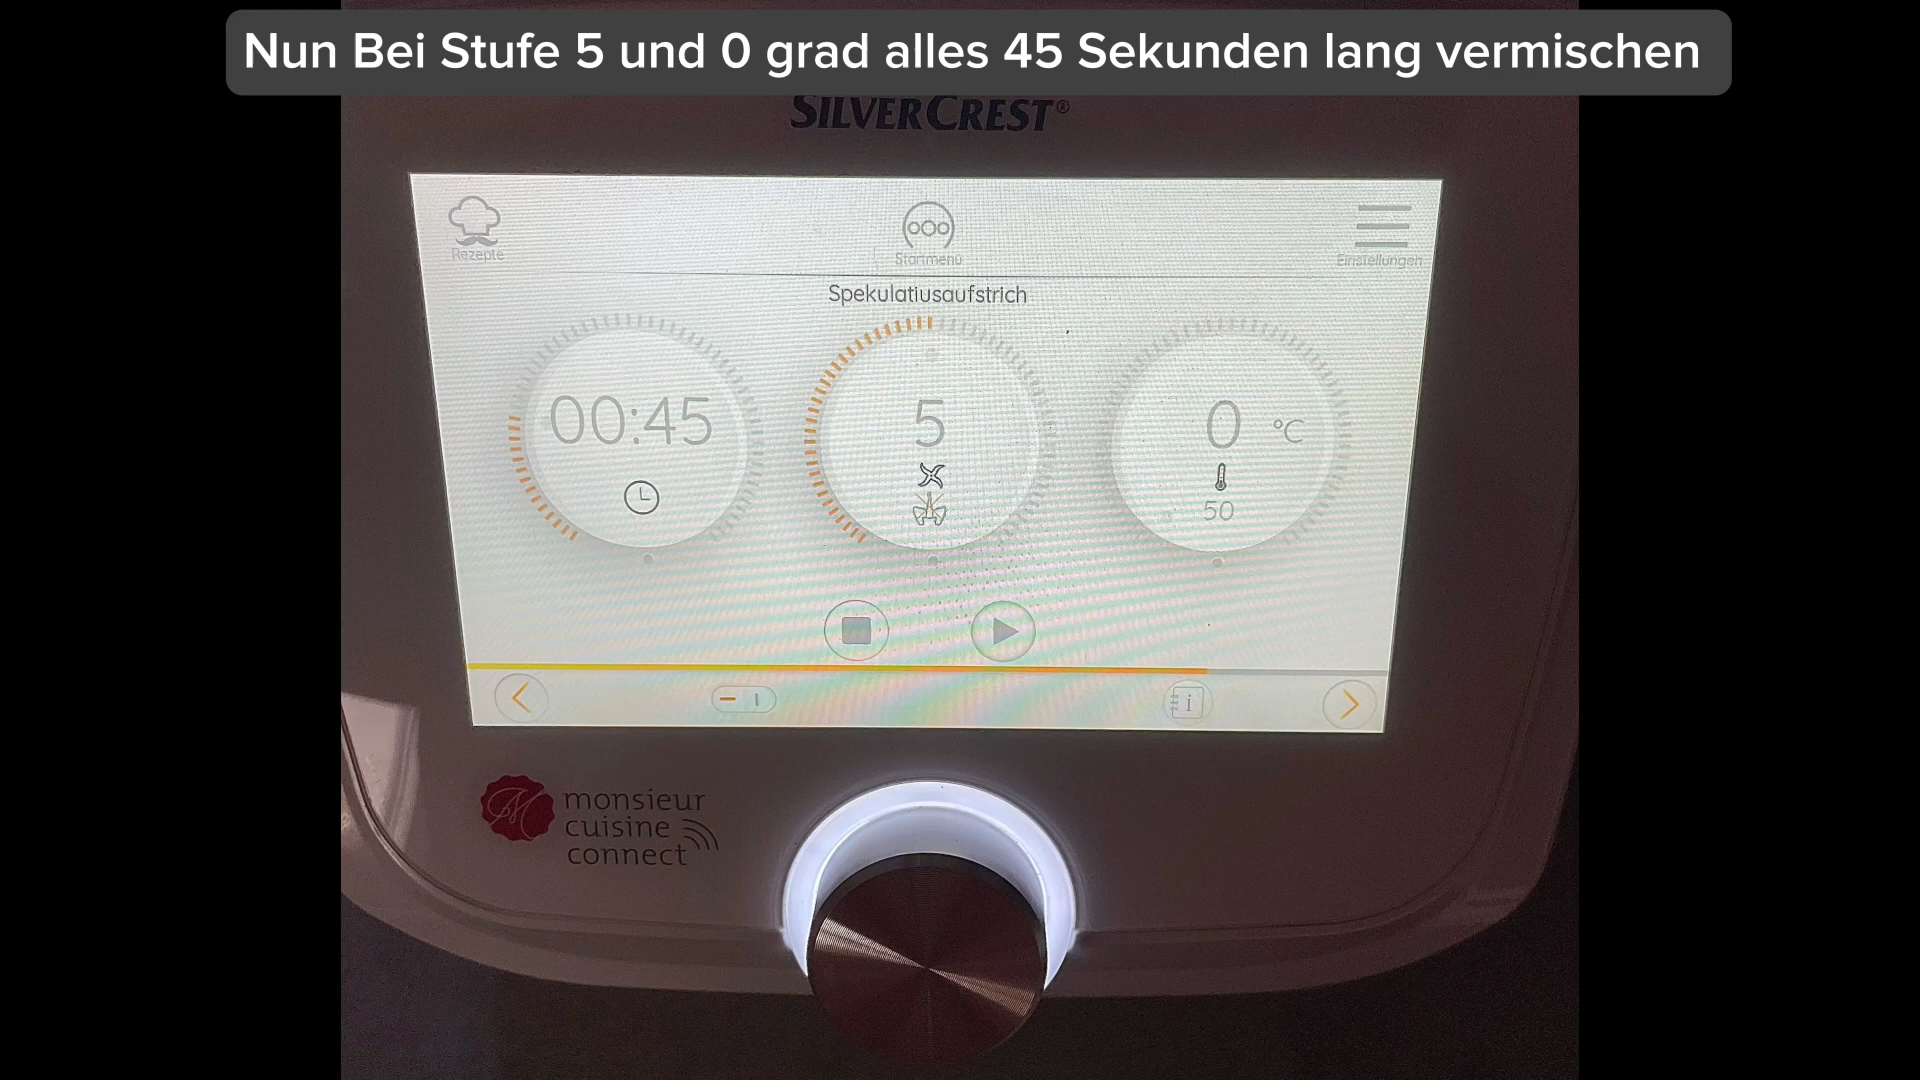 Nun Bei Stufe 5 und 0 grad alles 45 Sekunden lang vermischen
SILVERCREST®
Rezepte
Startmenü
Einstellungen
Spekulatiusaufstrich
00:45
5
0 °C
50
i
monsieur
cuisine
connect